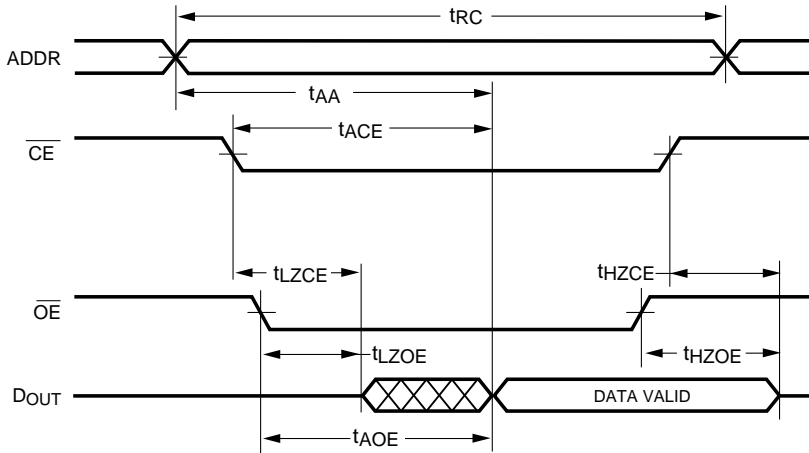 tRC
ADDR
tAA
tACE
CE
tLZCE
tHZCE
OE
tLZOE
tHZOE
DOUT
DATA VALID
tAOE